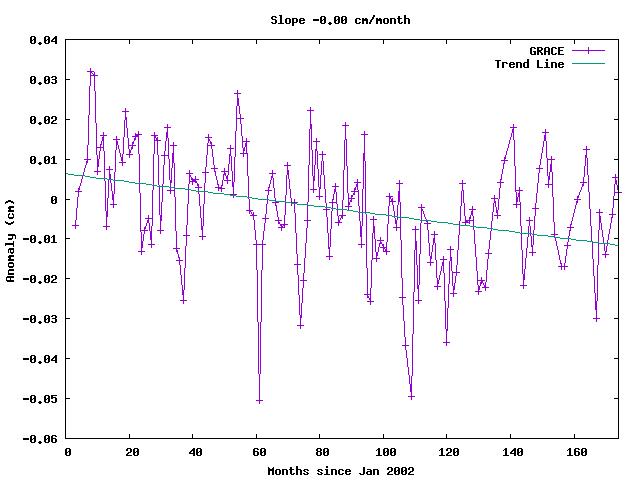 Slope -0.00 cm/month
GRACE
Trend Line
0.04
0.03
0.02
0.01
0
-0.01
-0.02
-0.03
-0.04
-0.05
-0.06
Anomaly (cm)
0 20 40 60 80 100 120 140 160
Months since Jan 2002